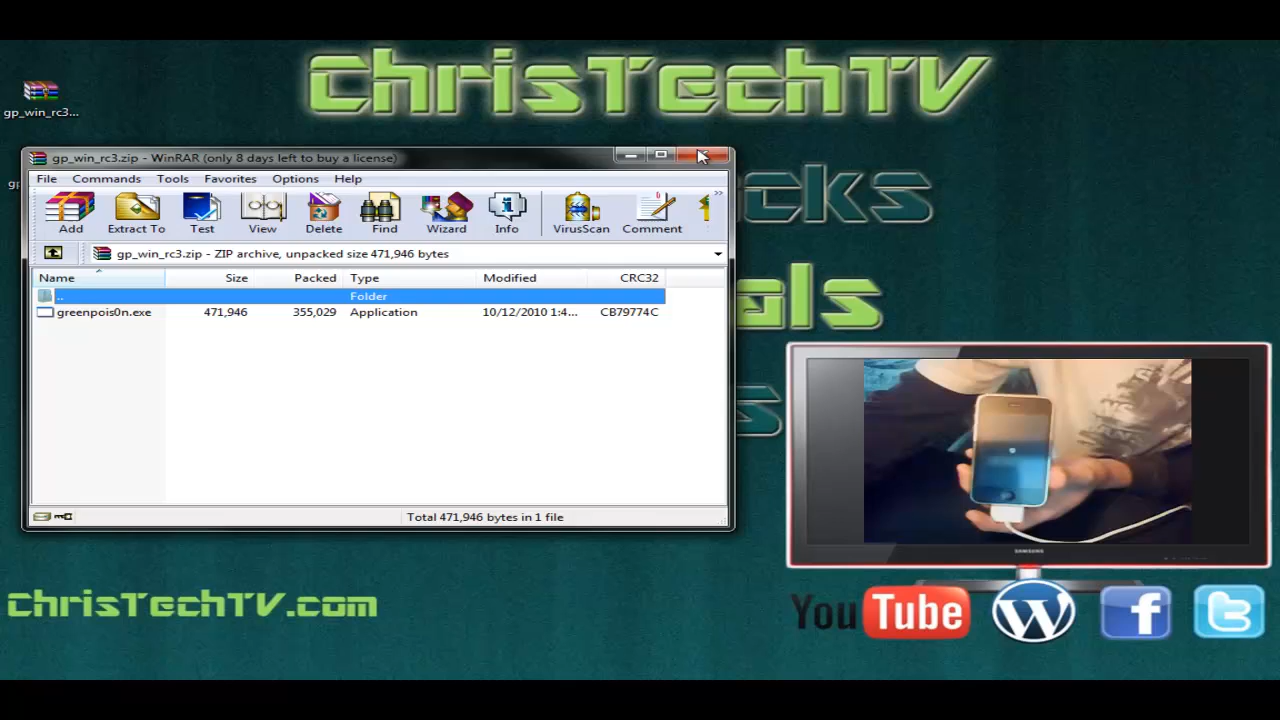 ChrisTechTV
gp_win_rc3...
gp_win_rc3.zip - WinRAR (only 8 days left to buy a license)
File Commands Tools Favorites Options Help
Add Extract To Test View Delete Find Wizard Info VirusScan Comment
gp_win_rc3.zip - ZIP archive, unpacked size 471,946 bytes
Name Size Packed Type Modified CRC32
.. Folder
greenpois0n.exe 471,946 355,029 Application 10/12/2010 1:4... CB79774C
Total 471,946 bytes in 1 file
cks
als
s
gp
SAMSUNG
ChrisTechTV.com
YouTube